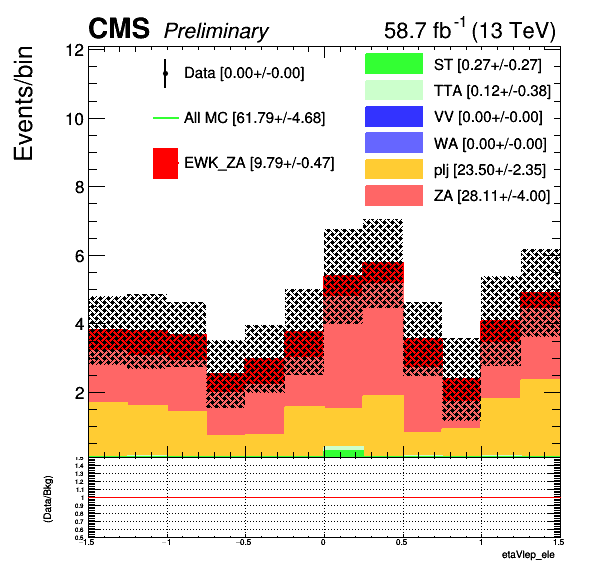 CMS Preliminary 58.7 fb⁻¹ (13 TeV)
Events/bin
12
10
8
6
4
2
Data [0.00+/-0.00]
All MC [61.79+/-4.68]
EWK_ZA [9.79+/-0.47]
ST [0.27+/-0.27]
TTA [0.12+/-0.38]
VV [0.00+/-0.00]
WA [0.00+/-0.00]
plj [23.50+/-2.35]
ZA [28.11+/-4.00]
(Data/Bkg)
1.5
1.4
1.3
1.2
1.1
1
0.9
0.8
0.7
0.6
0.5
-1.5 -1 -0.5 0 0.5 1 1.5
etaVlep_ele